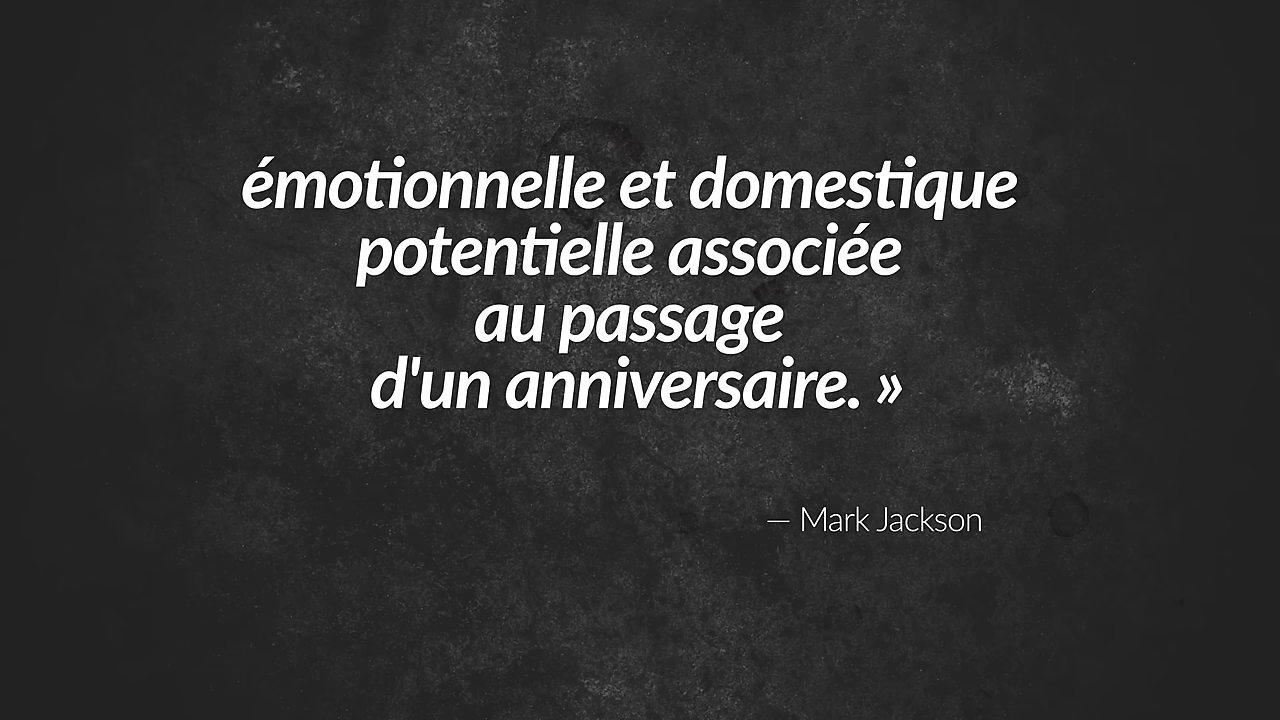 émotionnelle et domestique
potentielle associée
au passage
d'un anniversaire. »
— Mark Jackson